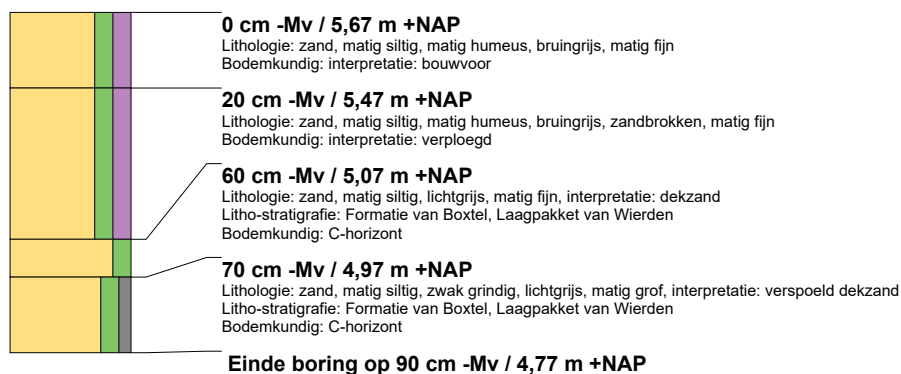 0 cm -Mv / 5,67 m +NAP
Lithologie: zand, matig siltig, matig humeus, bruingrijs, matig fijn
Bodemkundig: interpretatie: bouwvoor
20 cm -Mv / 5,47 m +NAP
Lithologie: zand, matig siltig, matig humeus, bruingrijs, zandbrokken, matig fijn
Bodemkundig: interpretatie: verploegd
60 cm -Mv / 5,07 m +NAP
Lithologie: zand, matig siltig, lichtgrijs, matig fijn, interpretatie: dekzand
Litho-stratigrafie: Formatie van Boxtel, Laagpakket van Wierden
Bodemkundig: C-horizont
70 cm -Mv / 4,97 m +NAP
Lithologie: zand, matig siltig, zwak grindig, lichtgrijs, matig grof, interpretatie: verspoeld dekzand
Litho-stratigrafie: Formatie van Boxtel, Laagpakket van Wierden
Bodemkundig: C-horizont
Einde boring op 90 cm -Mv / 4,77 m +NAP